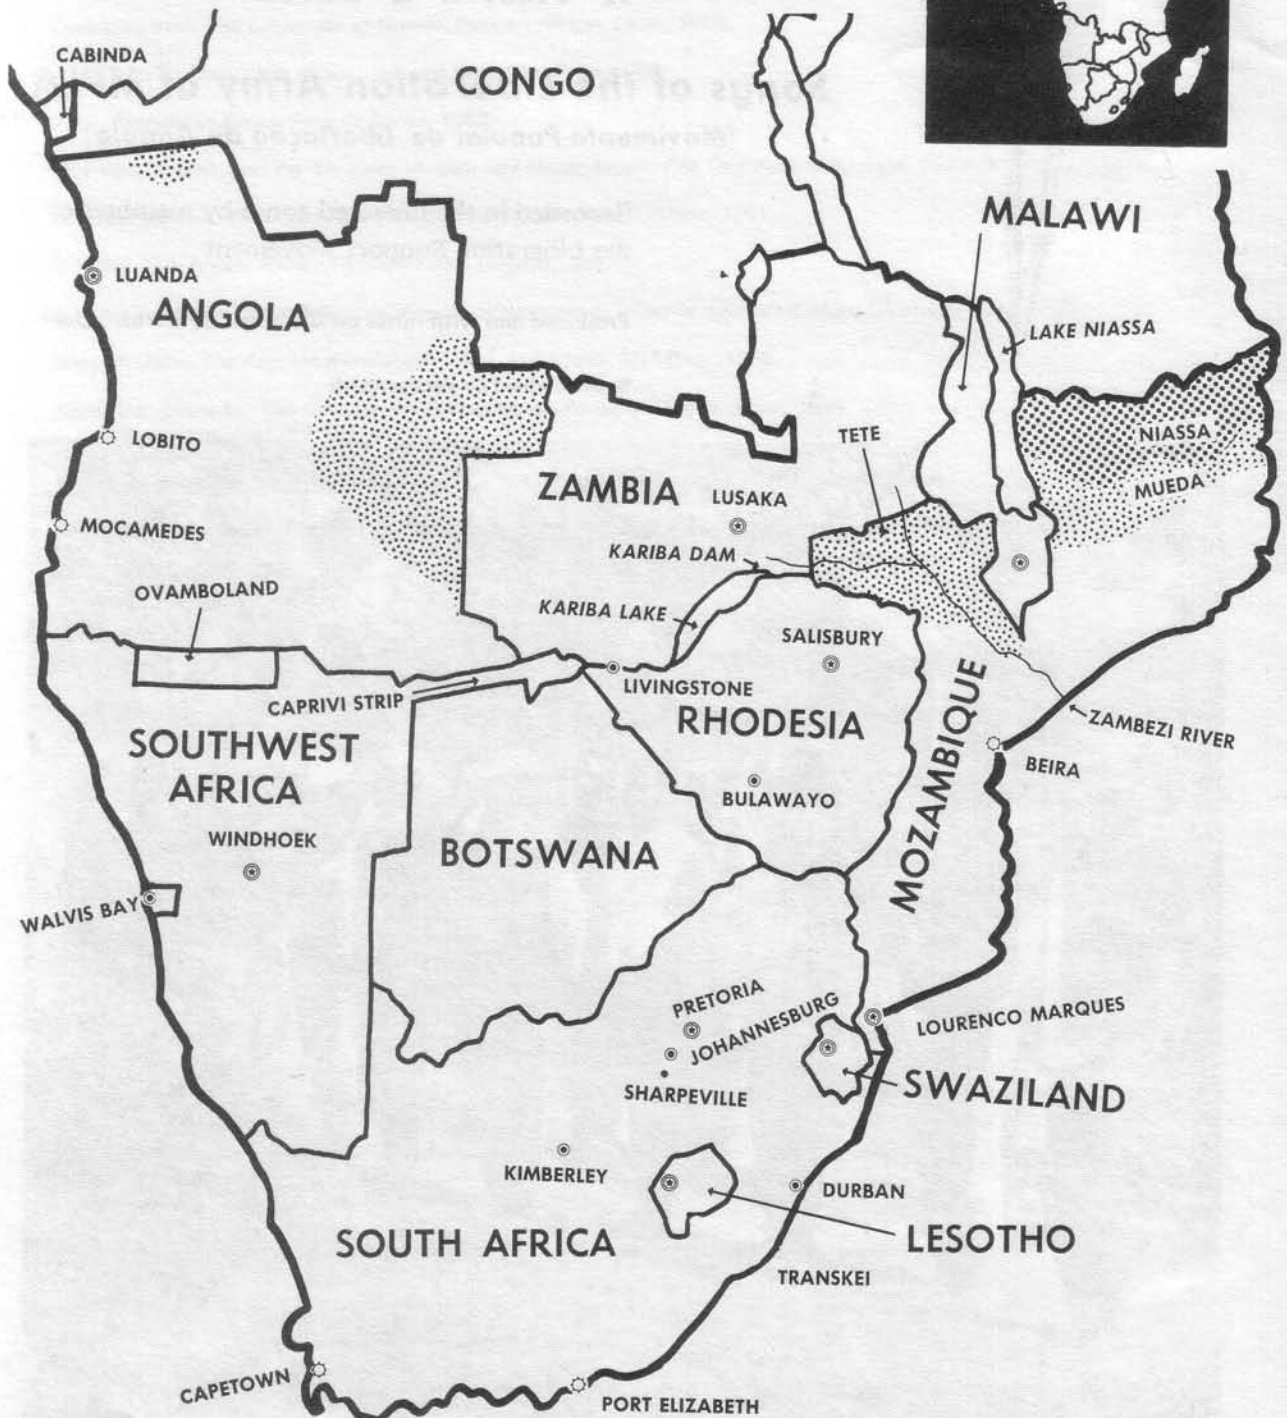 CABINDA
CONGO
Songs of the Liberation Army of
Movimento Popular de Libertação de Angola
MALAWI
LUANDA
ANGOLA
LAKE NIASSA
LOBITO
TETE
NIASSA
MUEDA
ZAMBIA
LUSAKA
MOCAMEDES
KARIBA DAM
OVAMBOLAND
KARIBA LAKE
SALISBURY
CAPRIVI STRIP
LIVINGSTONE
RHODESIA
MOZAMBIQUE
ZAMBEZI RIVER
SOUTHWEST
AFRICA
BEIRA
BULAWAYO
WINDHOEK
BOTSWANA
WALVIS BAY
PRETORIA
JOHANNESBURG
LOURENCO MARQUES
SHARPEVILLE
SWAZILAND
KIMBERLEY
DURBAN
SOUTH AFRICA
LESOTHO
TRANSKEI
CAPETOWN
PORT ELIZABETH